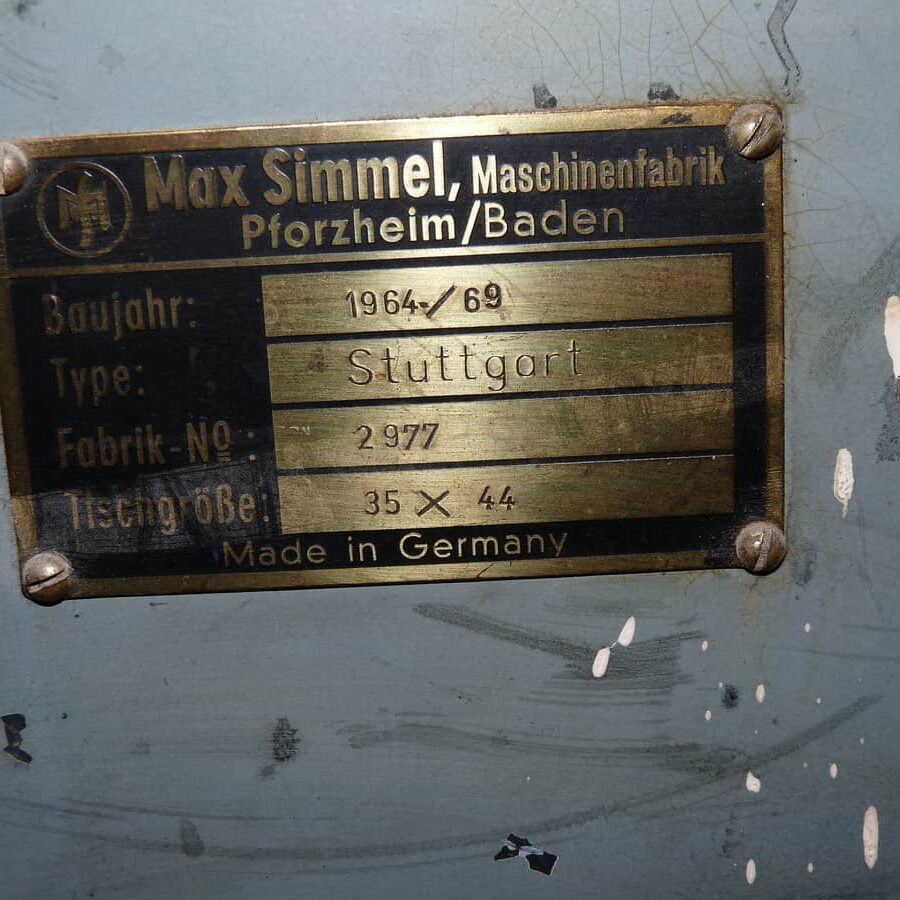 Max Simmel, Maschinenfabrik
Pforzheim/Baden
Baujahr: 1964-/69
Type: Stuttgart
Fabrik-No: 2977
Tischgröße: 35 X 44
Made in Germany